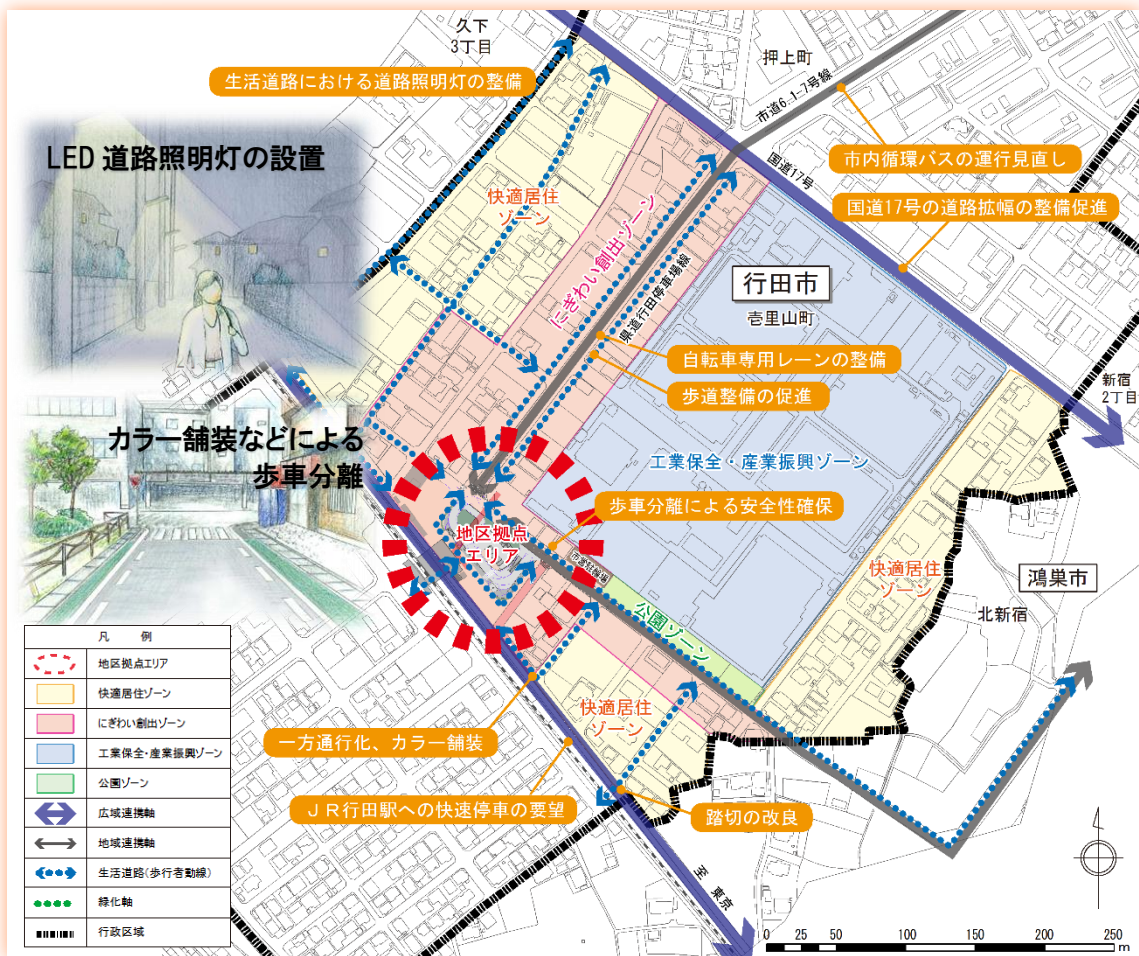 久下
3丁目
押上町
生活道路における道路照明灯の整備
市道6-1-7号線
LED 道路照明灯の設置
市内循環バスの運行見直し
国道17号
快適居住
ゾーン
国道17号の道路拡幅の整備促進
にぎわい創出ゾーン
行田市
壱里山町
県道行田停車場線
自転車専用レーンの整備
新宿
2丁目
歩道整備の促進
カラー舗装などによる
歩車分離
工業保全・産業振興ゾーン
歩車分離による安全性確保
地区拠点
エリア
市営駐輪場
快適居住
ゾーン
鴻巣市
北新宿
公園ゾーン
凡 例
地区拠点エリア
快適居住ゾーン
にぎわい創出ゾーン
工業保全・産業振興ゾーン
公園ゾーン
広域連携軸
地域連携軸
生活道路(歩行者動線)
緑化軸
行政区域
快適居住
ゾーン
一方通行化、カラー舗装
JR行田駅への快速停車の要望
踏切の改良
至 東京
0 25 50 100 150 200 250
m